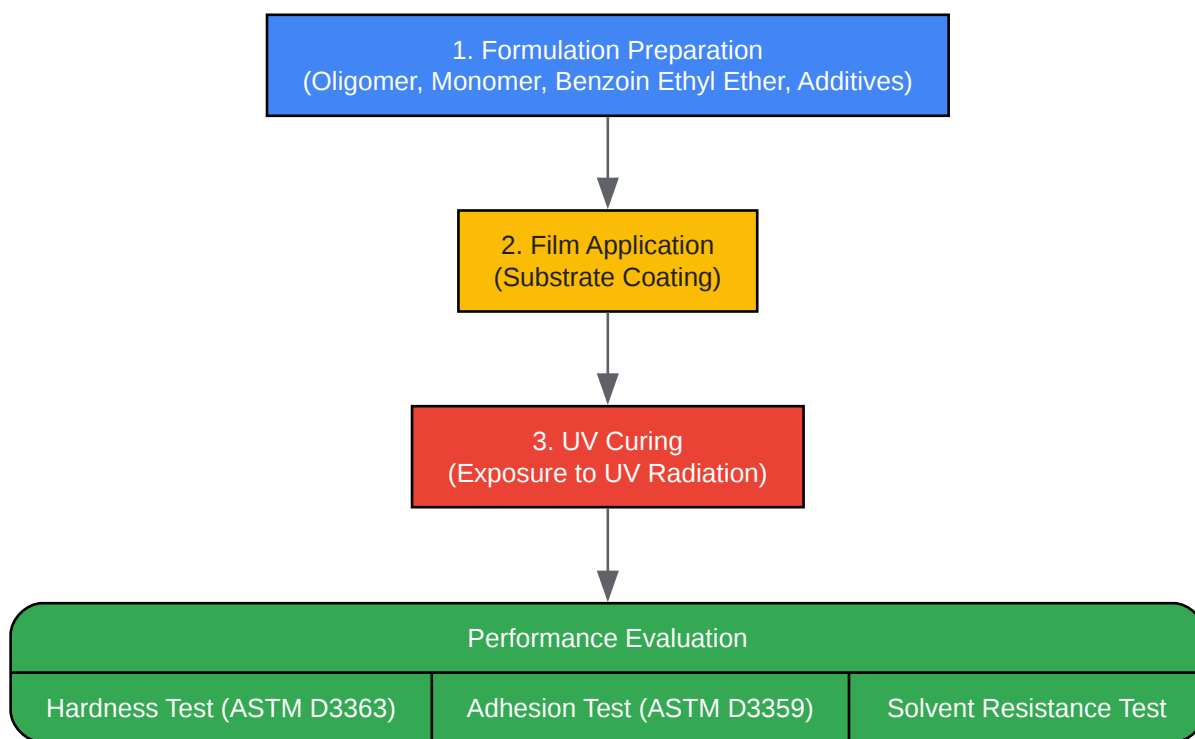 1. Formulation Preparation
(Oligomer, Monomer, Benzoin Ethyl Ether, Additives)
2. Film Application
(Substrate Coating)
3. UV Curing
(Exposure to UV Radiation)
Performance Evaluation
Hardness Test (ASTM D3363)
Adhesion Test (ASTM D3359)
Solvent Resistance Test